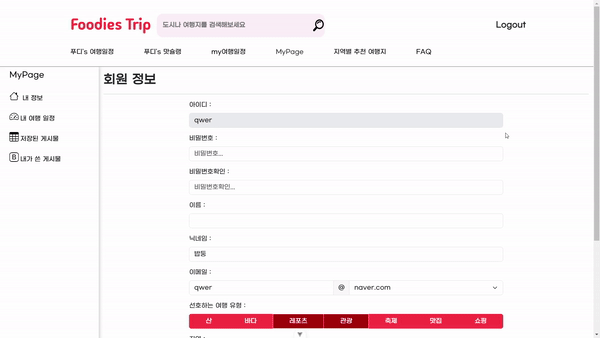 Foodies Trip
도시나 여행지를 검색해보세요
Logout
푸디's 여행일정
푸디's 맛슐랭
my여행일정
MyPage
지역별 추천 여행지
FAQ
MyPage
내 정보
내 여행 일정
저장된 게시물
내가 쓴 게시물
회원 정보
아이디 :
qwer
비밀번호 :
비밀번호...
비밀번호확인 :
비밀번호확인...
이름 :
닉네임 :
밥둥
이메일 :
qwer @ naver.com
선호하는 여행 유형 :
산 바다 레포츠 관광 축제 맛집 쇼핑